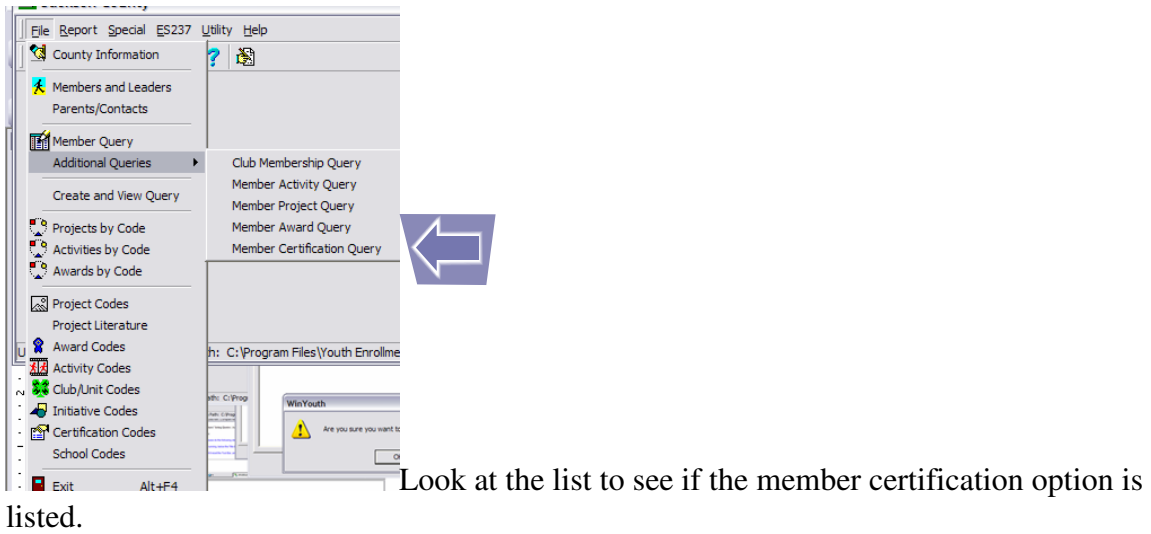 File Report Special ES237 Utility Help
County Information
Members and Leaders
Parents/Contacts
Member Query
Additional Queries
Create and View Query
Projects by Code
Activities by Code
Awards by Code
Project Codes
Project Literature
Award Codes
Activity Codes
Club/Unit Codes
Initiative Codes
Certification Codes
School Codes
Exit Alt+F4
Club Membership Query
Member Activity Query
Member Project Query
Member Award Query
Member Certification Query
h: C:\Program Files\Youth Enrollme
WinYouth
Are you sure you want to
Look at the list to see if the member certification option is
listed.